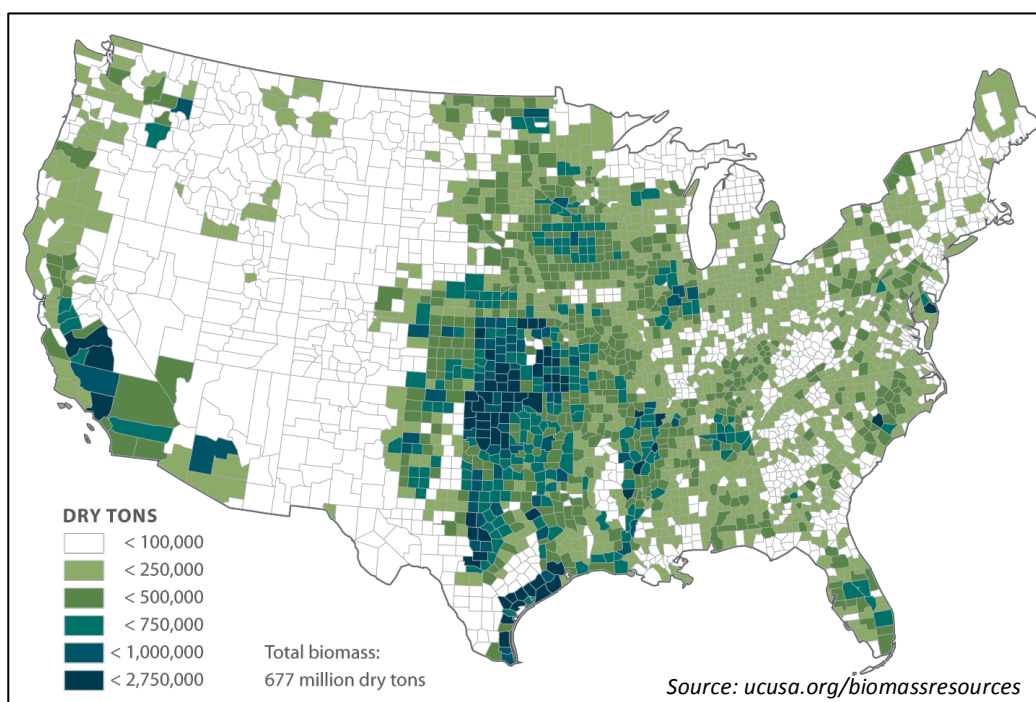 DRY TONS
< 100,000
< 250,000
< 500,000
< 750,000
< 1,000,000
< 2,750,000
Total biomass:
677 million dry tons
Source: ucusa.org/biomassresources